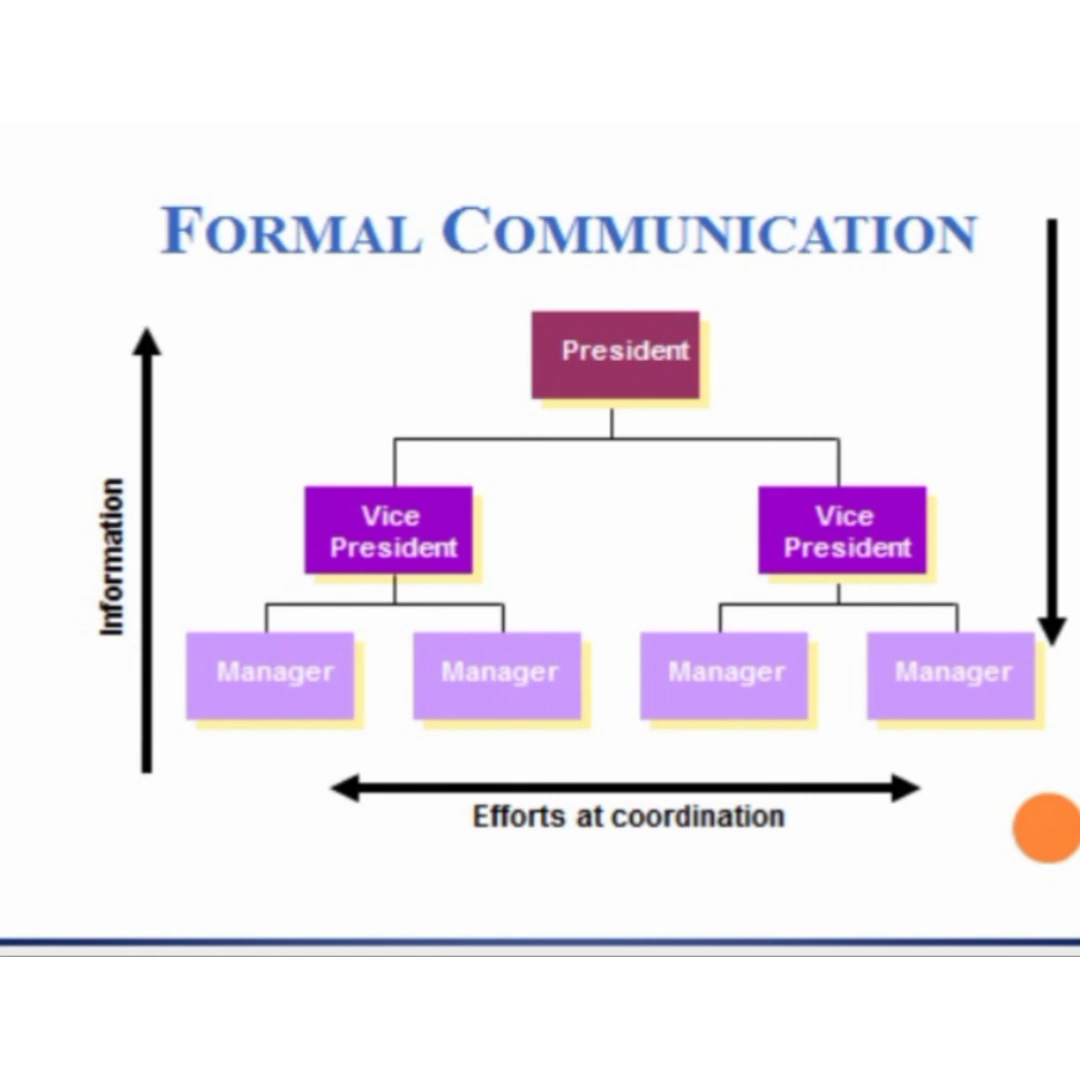 FORMAL COMMUNICATION
President
Vice
President
Vice
President
Information
Manager
Manager
Manager
Manager
Efforts at coordination